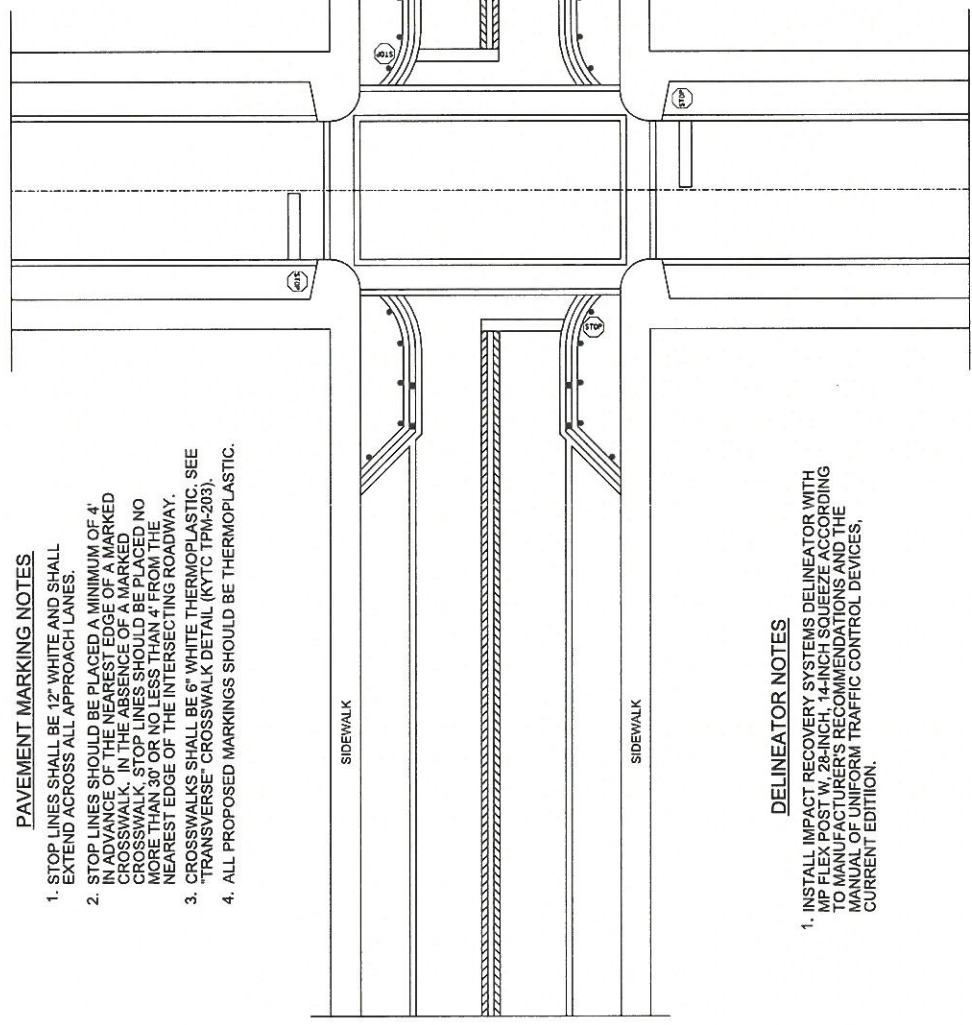 PAVEMENT MARKING NOTES
1. STOP LINES SHALL BE 12" WHITE AND SHALL
EXTEND ACROSS ALL APPROACH LANES.
2. STOP LINES SHOULD BE PLACED A MINIMUM OF 4'
IN ADVANCE OF THE NEAREST EDGE OF A MARKED
CROSSWALK. IN THE ABSENCE OF A MARKED
CROSSWALK, STOP LINES SHOULD BE PLACED NO
MORE THAN 30' OR NO LESS THAN 4' FROM THE
NEAREST EDGE OF THE INTERSECTING ROADWAY.
3. CROSSWALKS SHALL BE 6" WHITE THERMOPLASTIC. SEE
"TRANSVERSE" CROSSWALK DETAIL (KYTC TPM-203).
4. ALL PROPOSED MARKINGS SHOULD BE THERMOPLASTIC.
STOP
STOP
STOP
STOP
SIDEWALK
SIDEWALK
DELINEATOR NOTES
1. INSTALL IMPACT RECOVERY SYSTEMS DELINEATOR WITH
MP FLEX POST W, 28-INCH, 14-INCH SQUEEZE ACCORDING
TO MANUFACTURER'S RECOMMENDATIONS AND THE
MANUAL OF UNIFORM TRAFFIC CONTROL DEVICES,
CURRENT EDITIION.